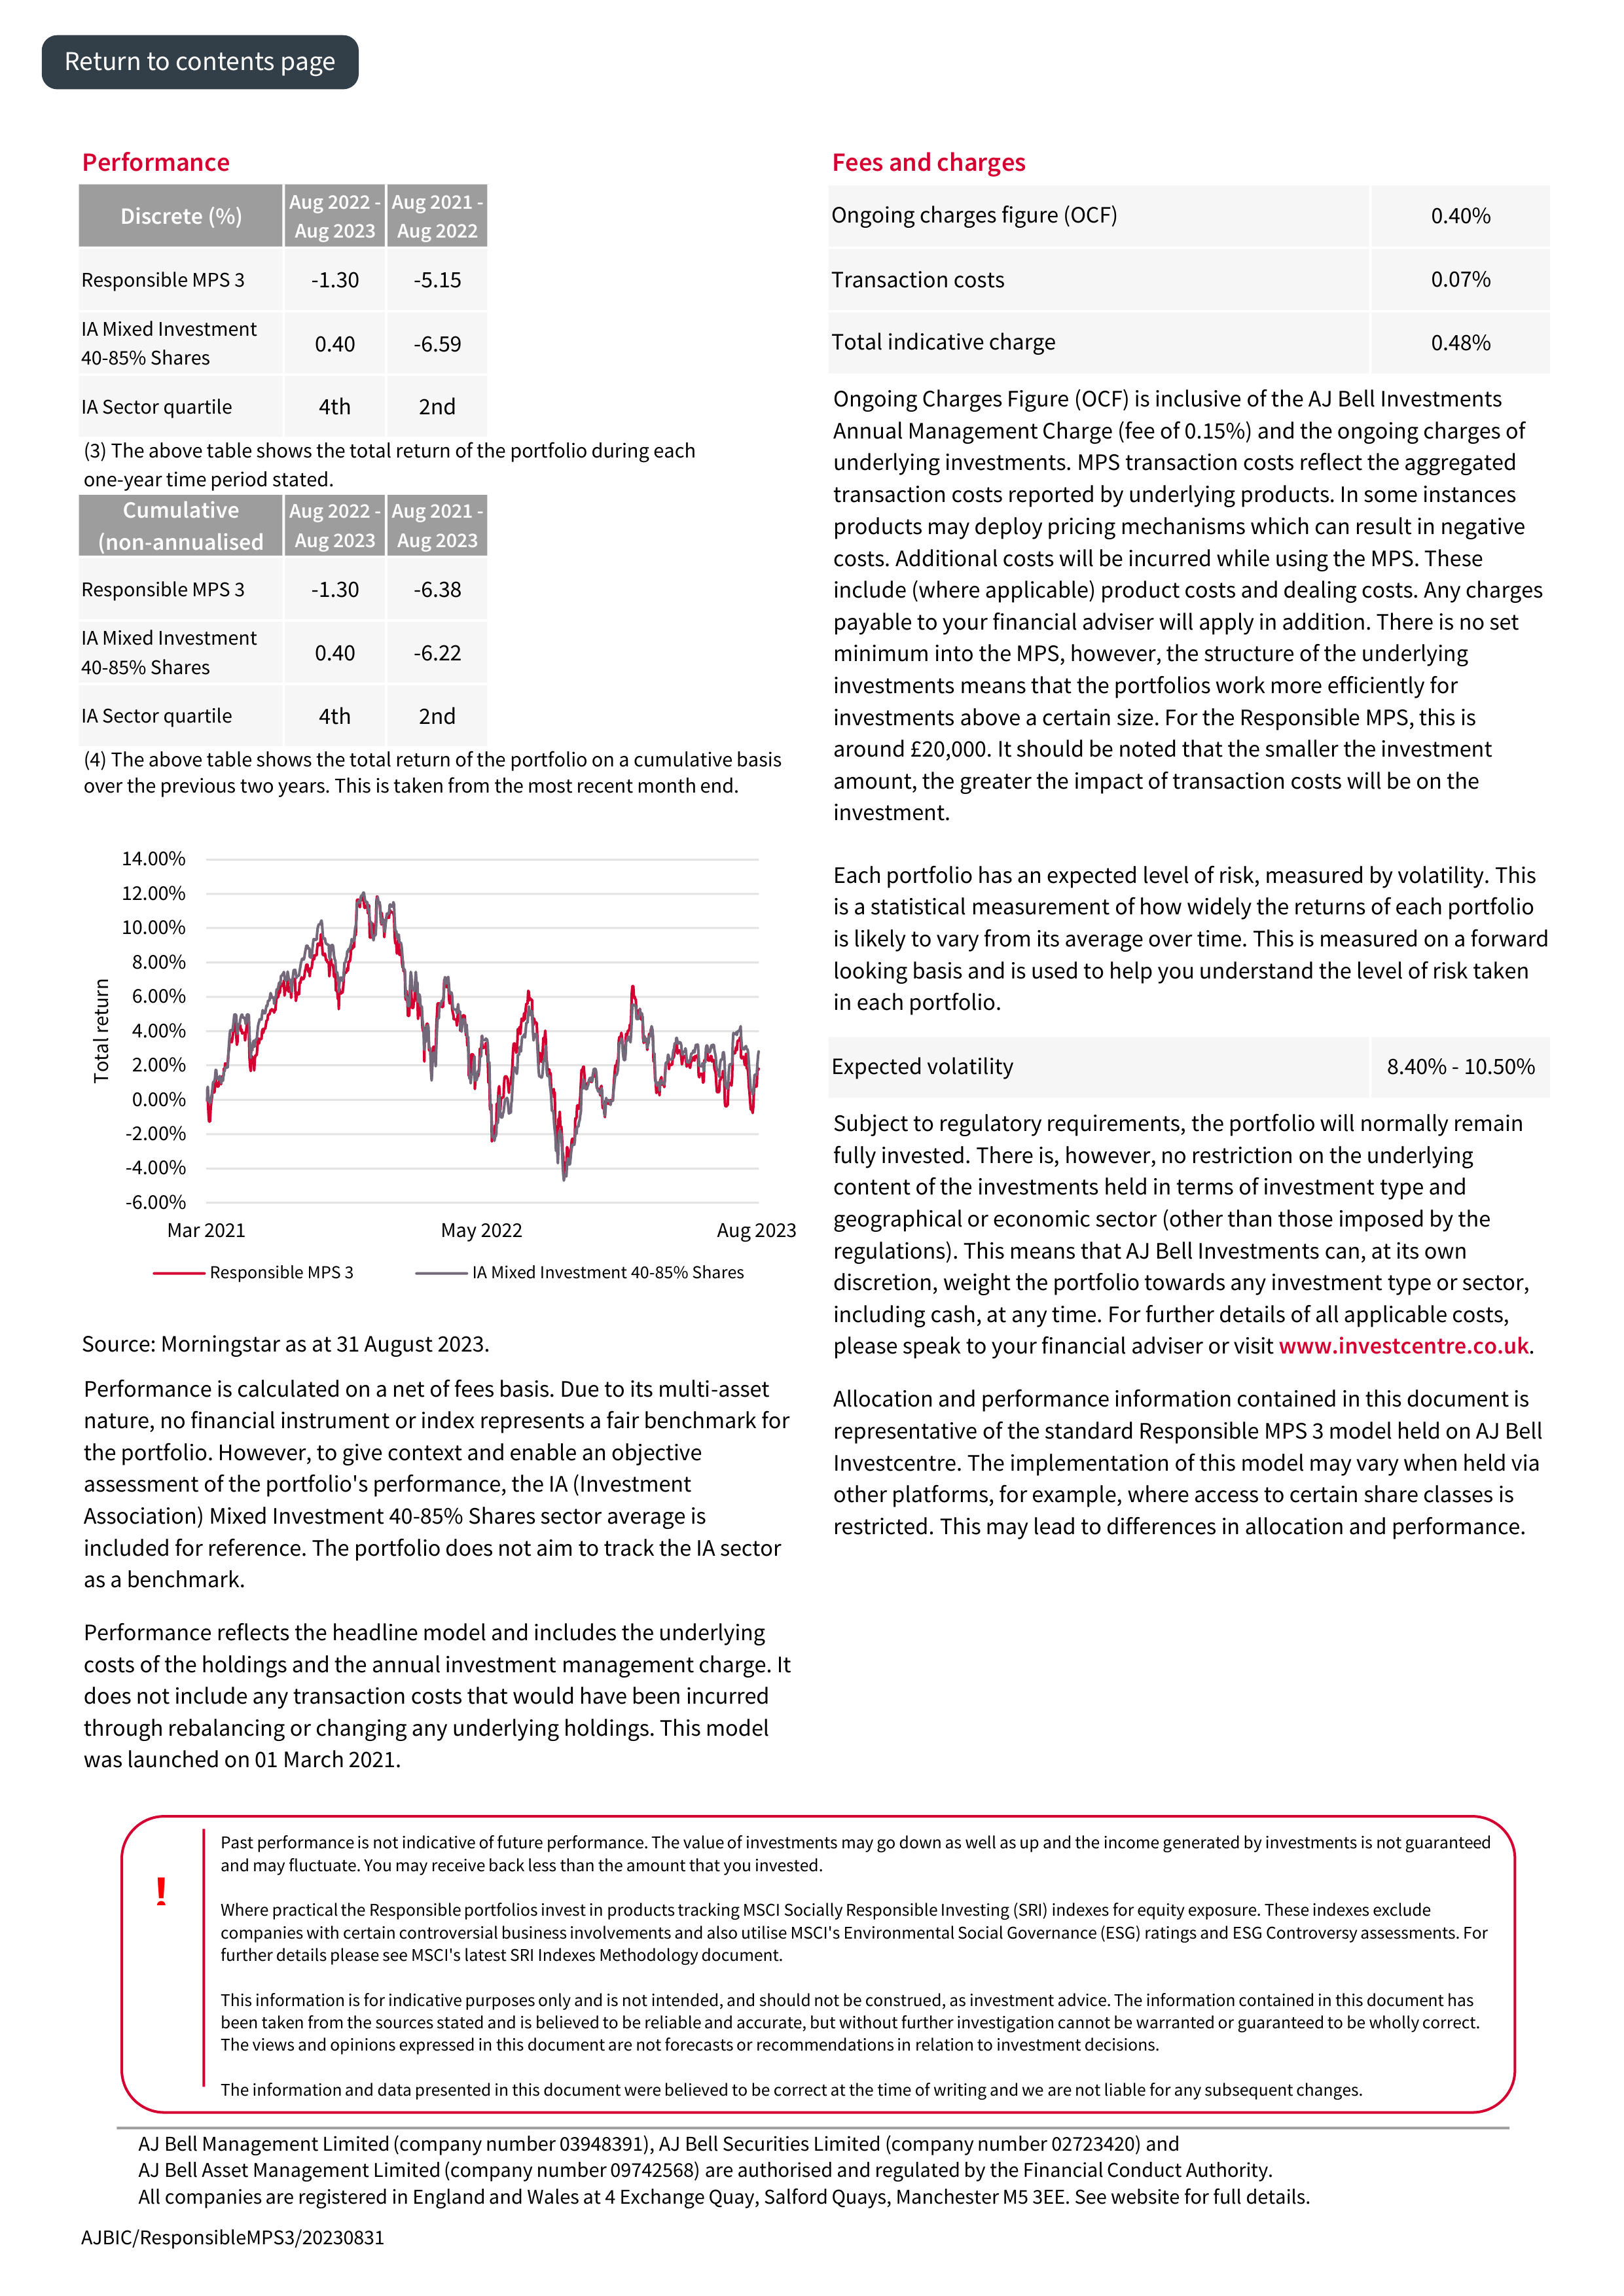 Return to contents page
Performance
Discrete (%)
Aug 2022 -
Aug 2023
Aug 2021 -
Aug 2022
Responsible MPS 3
-1.30
-5.15
IA Mixed Investment
40-85% Shares
0.40
-6.59
IA Sector quartile
4th
2nd
(3) The above table shows the total return of the portfolio during each
one-year time period stated.
Cumulative
(non-annualised
Aug 2022 -
Aug 2023
Aug 2021 -
Aug 2023
Responsible MPS 3
-1.30
-6.38
IA Mixed Investment
40-85% Shares
0.40
-6.22
IA Sector quartile
4th
2nd
(4) The above table shows the total return of the portfolio on a cumulative basis
over the previous two years. This is taken from the most recent month end.
Total return
14.00%
12.00%
10.00%
8.00%
6.00%
4.00%
2.00%
0.00%
-2.00%
-4.00%
-6.00%
Mar 2021
May 2022
Aug 2023
Responsible MPS 3
IA Mixed Investment 40-85% Shares
Source: Morningstar as at 31 August 2023.
Performance is calculated on a net of fees basis. Due to its multi-asset
nature, no financial instrument or index represents a fair benchmark for
the portfolio. However, to give context and enable an objective
assessment of the portfolio's performance, the IA (Investment
Association) Mixed Investment 40-85% Shares sector average is
included for reference. The portfolio does not aim to track the IA sector
as a benchmark.
Performance reflects the headline model and includes the underlying
costs of the holdings and the annual investment management charge. It
does not include any transaction costs that would have been incurred
through rebalancing or changing any underlying holdings. This model
was launched on 01 March 2021.
Fees and charges
Ongoing charges figure (OCF)
0.40%
Transaction costs
0.07%
Total indicative charge
0.48%
Ongoing Charges Figure (OCF) is inclusive of the AJ Bell Investments
Annual Management Charge (fee of 0.15%) and the ongoing charges of
underlying investments. MPS transaction costs reflect the aggregated
transaction costs reported by underlying products. In some instances
products may deploy pricing mechanisms which can result in negative
costs. Additional costs will be incurred while using the MPS. These
include (where applicable) product costs and dealing costs. Any charges
payable to your financial adviser will apply in addition. There is no set
minimum into the MPS, however, the structure of the underlying
investments means that the portfolios work more efficiently for
investments above a certain size. For the Responsible MPS, this is
around £20,000. It should be noted that the smaller the investment
amount, the greater the impact of transaction costs will be on the
investment.
Each portfolio has an expected level of risk, measured by volatility. This
is a statistical measurement of how widely the returns of each portfolio
is likely to vary from its average over time. This is measured on a forward
looking basis and is used to help you understand the level of risk taken
in each portfolio.
Expected volatility
8.40% - 10.50%
Subject to regulatory requirements, the portfolio will normally remain
fully invested. There is, however, no restriction on the underlying
content of the investments held in terms of investment type and
geographical or economic sector (other than those imposed by the
regulations). This means that AJ Bell Investments can, at its own
discretion, weight the portfolio towards any investment type or sector,
including cash, at any time. For further details of all applicable costs,
please speak to your financial adviser or visit www.investcentre.co.uk.
Allocation and performance information contained in this document is
representative of the standard Responsible MPS 3 model held on AJ Bell
Investcentre. The implementation of this model may vary when held via
other platforms, for example, where access to certain share classes is
restricted. This may lead to differences in allocation and performance.
!
Past performance is not indicative of future performance. The value of investments may go down as well as up and the income generated by investments is not guaranteed
and may fluctuate. You may receive back less than the amount that you invested.
Where practical the Responsible portfolios invest in products tracking MSCI Socially Responsible Investing (SRI) indexes for equity exposure. These indexes exclude
companies with certain controversial business involvements and also utilise MSCI's Environmental Social Governance (ESG) ratings and ESG Controversy assessments. For
further details please see MSCI's latest SRI Indexes Methodology document.
This information is for indicative purposes only and is not intended, and should not be construed, as investment advice. The information contained in this document has
been taken from the sources stated and is believed to be reliable and accurate, but without further investigation cannot be warranted or guaranteed to be wholly correct.
The views and opinions expressed in this document are not forecasts or recommendations in relation to investment decisions.
The information and data presented in this document were believed to be correct at the time of writing and we are not liable for any subsequent changes.
AJ Bell Management Limited (company number 03948391), AJ Bell Securities Limited (company number 02723420) and
AJ Bell Asset Management Limited (company number 09742568) are authorised and regulated by the Financial Conduct Authority.
All companies are registered in England and Wales at 4 Exchange Quay, Salford Quays, Manchester M5 3EE. See website for full details.
AJBIC/ResponsibleMPS3/20230831